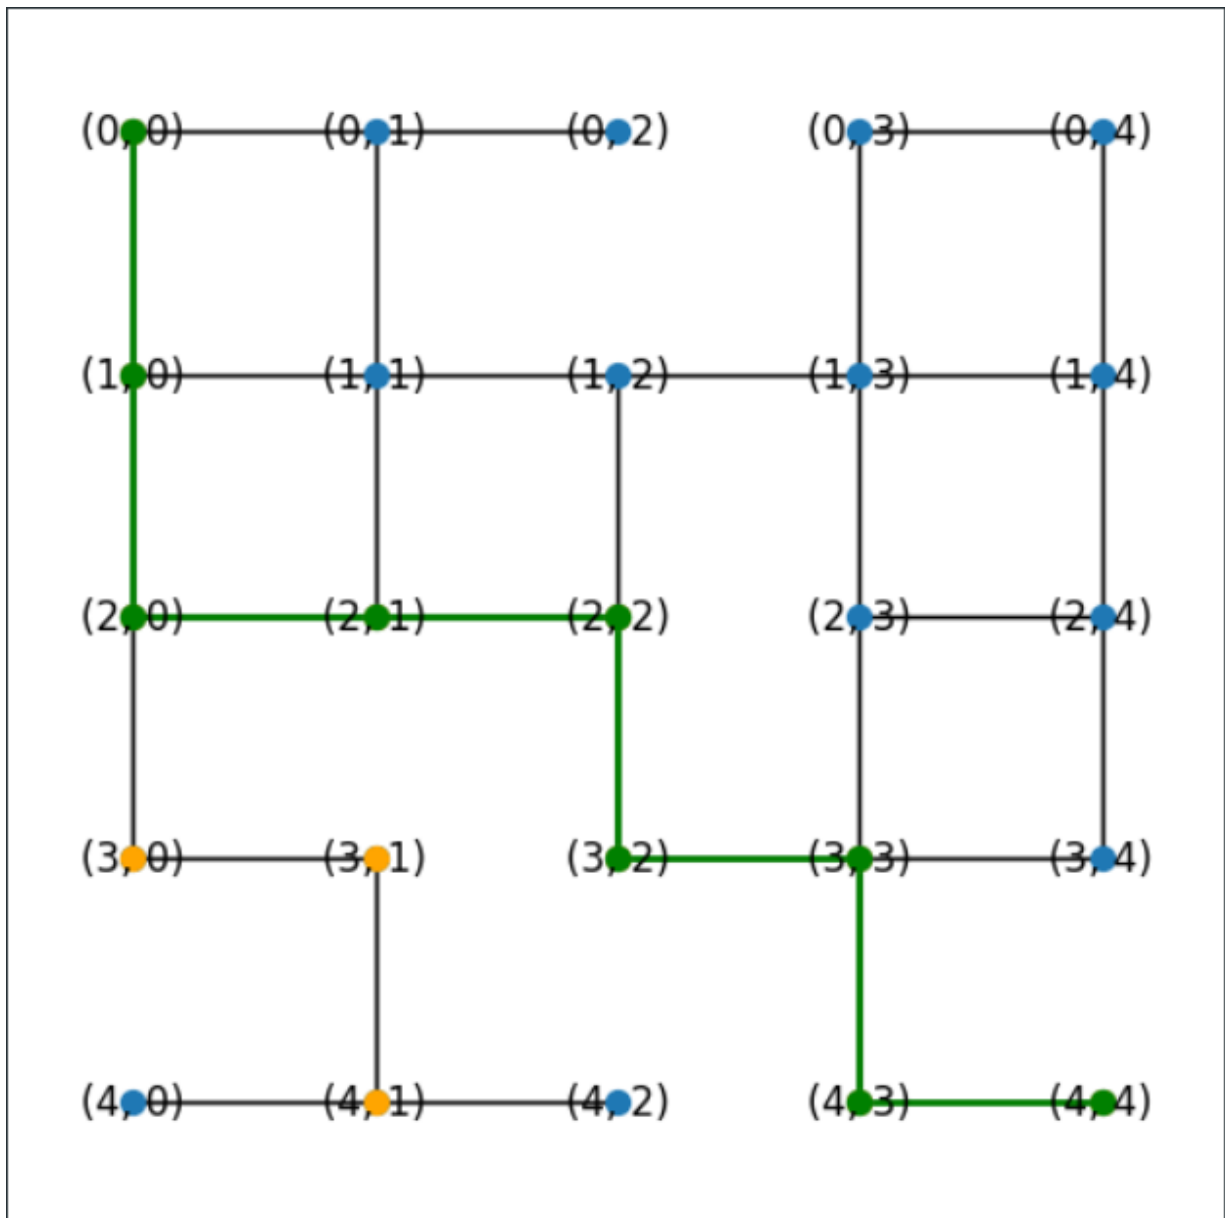 (0, 0) (0, 1) (0, 2) (0, 3) (0, 4)
(1, 0) (1, 1) (1, 2) (1, 3) (1, 4)
(2, 0) (2, 1) (2, 2) (2, 3) (2, 4)
(3, 0) (3, 1) (3, 2) (3, 3) (3, 4)
(4, 0) (4, 1) (4, 2) (4, 3) (4, 4)